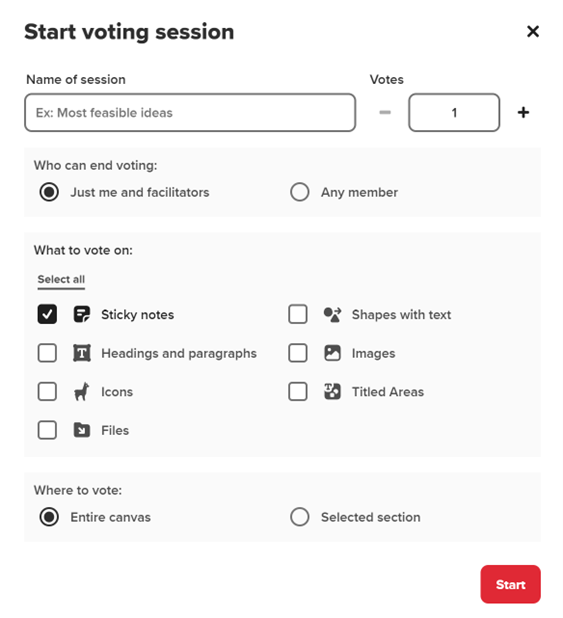 Start voting session
Name of session
Votes
Ex: Most feasible ideas
1
Who can end voting:
Just me and facilitators
Any member
What to vote on:
Select all
Sticky notes
Shapes with text
Headings and paragraphs
Images
Icons
Titled Areas
Files
Where to vote:
Entire canvas
Selected section
Start